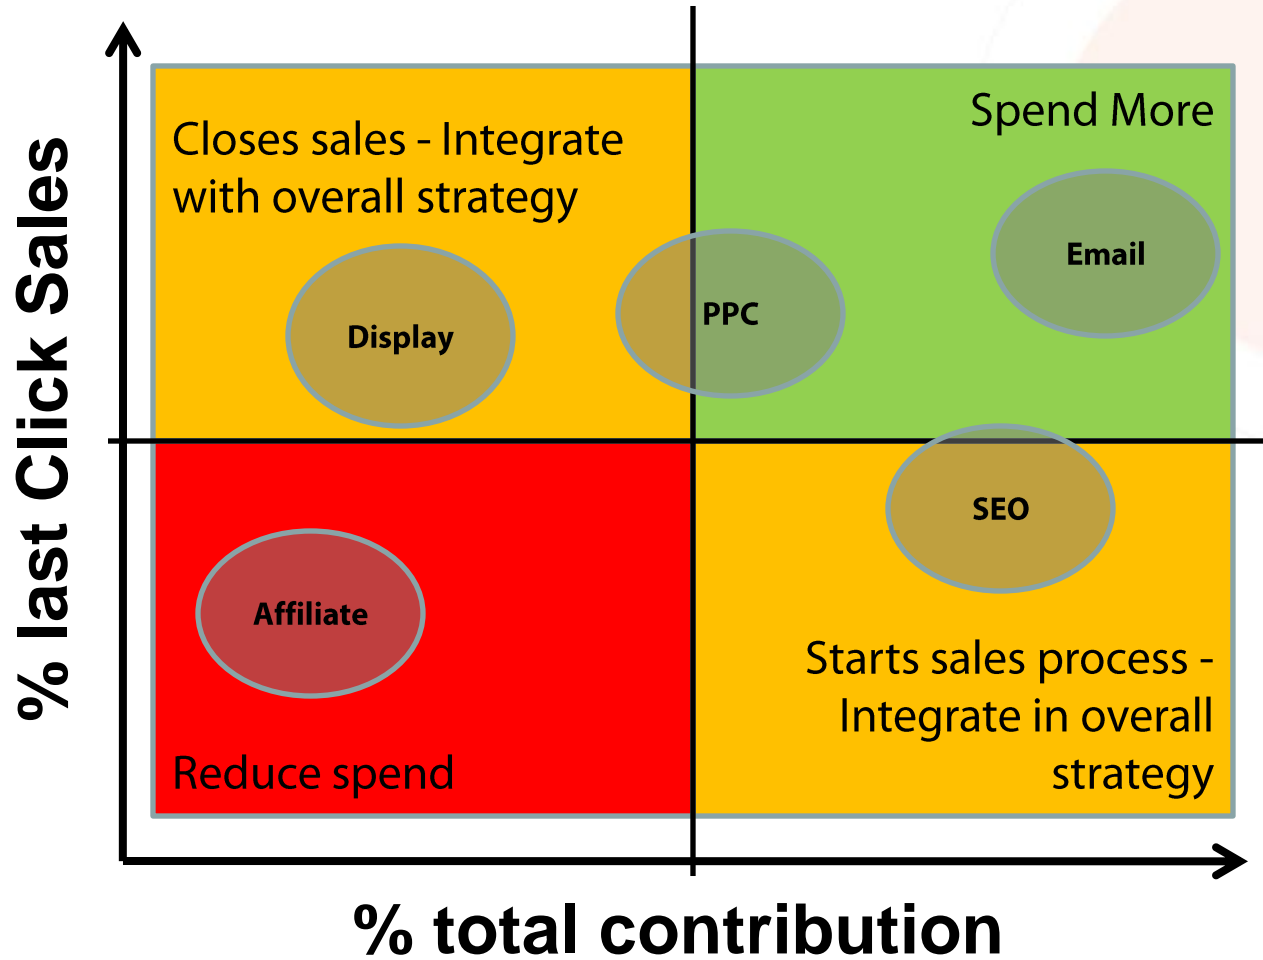 % last Click Sales
Closes sales - Integrate
with overall strategy
Spend More
Display
PPC
Email
SEO
Affiliate
Starts sales process -
Integrate in overall
strategy
Reduce spend
% total contribution